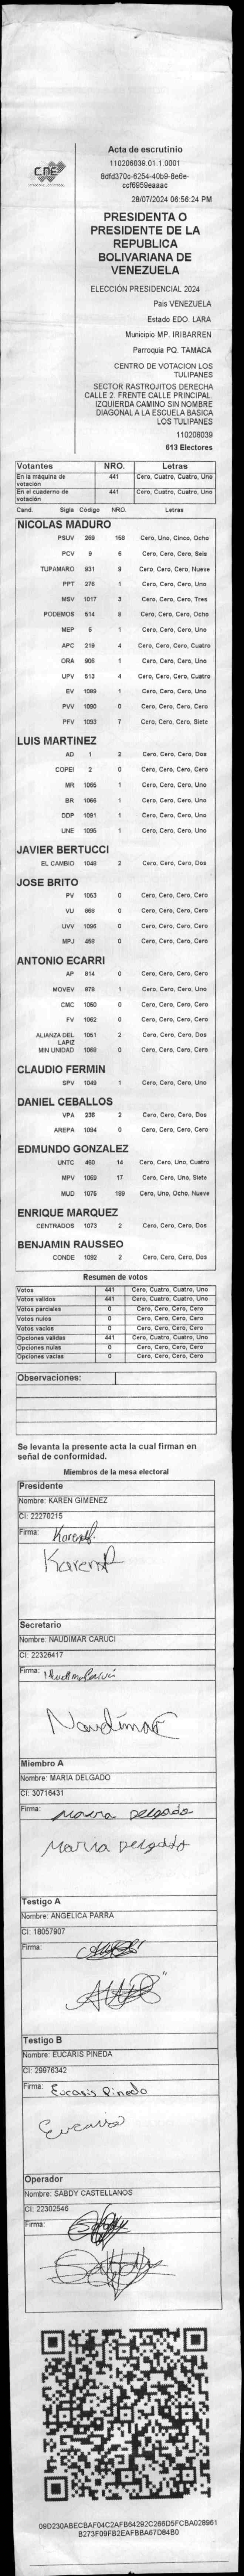 CNE
Acta de escrutinio
110206039.01.1.0001
8dfd370c-6254-40b9-8e6e-
ccf6959eaaac
28/07/2024 06:56:24 PM
PRESIDENTA O
PRESIDENTE DE LA
REPUBLICA
BOLIVARIANA DE
VENEZUELA
ELECCIÓN PRESIDENCIAL 2024
País VENEZUELA
Estado EDO. LARA
Municipio MP. IRIBARREN
Parroquia PQ. TAMACA
CENTRO DE VOTACION LOS
TULIPANES
SECTOR RASTROJITOS DERECHA
CALLE 2. FRENTE CALLE PRINCIPAL.
IZQUIERDA CAMINO SIN NOMBRE
DIAGONAL A LA ESCUELA BASICA
LOS TULIPANES
110206039
613 Electores
Votantes NRO. Letras
En la máquina de votación 441 Cero, Cuatro, Cuatro, Uno
En el cuaderno de votación 441 Cero, Cuatro, Cuatro, Uno
Cand. Sigla Código NRO. Letras
NICOLAS MADURO
PSUV 269 158 Cero, Uno, Cinco, Ocho
PCV 9 6 Cero, Cero, Cero, Seis
TUPAMARO 931 9 Cero, Cero, Cero, Nueve
PPT 276 1 Cero, Cero, Cero, Uno
MSV 1017 3 Cero, Cero, Cero, Tres
PODEMOS 514 8 Cero, Cero, Cero, Ocho
MEP 6 1 Cero, Cero, Cero, Uno
APC 218 4 Cero, Cero, Cero, Cuatro
ORA 906 1 Cero, Cero, Cero, Uno
UPV 513 4 Cero, Cero, Cero, Cuatro
EV 1089 1 Cero, Cero, Cero, Uno
PVV 1090 0 Cero, Cero, Cero, Cero
PFV 1093 7 Cero, Cero, Cero, Siete
LUIS MARTINEZ
AD 1 2 Cero, Cero, Cero, Dos
COPEI 2 0 Cero, Cero, Cero, Cero
MR 1065 1 Cero, Cero, Cero, Uno
BR 1066 1 Cero, Cero, Cero, Uno
DDP 1091 1 Cero, Cero, Cero, Uno
UNE 1095 1 Cero, Cero, Cero, Uno
JAVIER BERTUCCI
EL CAMBIO 1048 2 Cero, Cero, Cero, Dos
JOSE BRITO
PV 1053 0 Cero, Cero, Cero, Cero
VU 868 0 Cero, Cero, Cero, Cero
UVV 1096 0 Cero, Cero, Cero, Cero
MPJ 459 0 Cero, Cero, Cero, Cero
ANTONIO ECARRI
AP 814 0 Cero, Cero, Cero, Cero
MOVEV 878 1 Cero, Cero, Cero, Uno
CMC 1050 0 Cero, Cero, Cero, Cero
FV 1062 0 Cero, Cero, Cero, Cero
ALIANZA DEL LAPIZ 1051 2 Cero, Cero, Cero, Dos
MIN UNIDAD 1069 0 Cero, Cero, Cero, Cero
CLAUDIO FERMIN
SPV 1049 1 Cero, Cero, Cero, Uno
DANIEL CEBALLOS
VPA 236 2 Cero, Cero, Cero, Dos
AREPA 1094 0 Cero, Cero, Cero, Cero
EDMUNDO GONZALEZ
UNTC 460 14 Cero, Cero, Uno, Cuatro
MPV 1069 17 Cero, Cero, Uno, Siete
MUD 1075 189 Cero, Uno, Ocho, Nueve
ENRIQUE MARQUEZ
CENTRADOS 1073 2 Cero, Cero, Cero, Dos
BENJAMIN RAUSSEO
CONDE 1092 2 Cero, Cero, Cero, Dos
Resumen de votos
Votos 441 Cero, Cuatro, Cuatro, Uno
Votos validos 441 Cero, Cuatro, Cuatro, Uno
Votos parciales 0 Cero, Cero, Cero, Cero
Votos nulos 0 Cero, Cero, Cero, Cero
Votos vacios 0 Cero, Cero, Cero, Cero
Opciones validas 441 Cero, Cuatro, Cuatro, Uno
Opciones nulas 0 Cero, Cero, Cero, Cero
Opciones vacias 0 Cero, Cero, Cero, Cero
Observaciones:
Se levanta la presente acta la cual firman en
señal de conformidad.
Miembros de la mesa electoral
Presidente
Nombre: KAREN GIMENEZ
CI: 22270215
Firma:
Secretario
Nombre: NAUDIMAR CARUCI
CI: 22326417
Firma:
Miembro A
Nombre: MARIA DELGADO
CI: 30716431
Firma: Maria Delgado
Maria Delgado
Testigo A
Nombre: ANGELICA PARRA
CI: 18057907
Firma:
Testigo B
Nombre: EUCARIS PINEDA
CI: 29976342
Firma: Eucaris Pineda
Eucaris
Operador
Nombre: SABDY CASTELLANOS
CI: 22302546
Firma:
09D230ABECBAF04C2AFB64292C266D5FCBA028961
B273F09FB2EAFBBA67D84B0